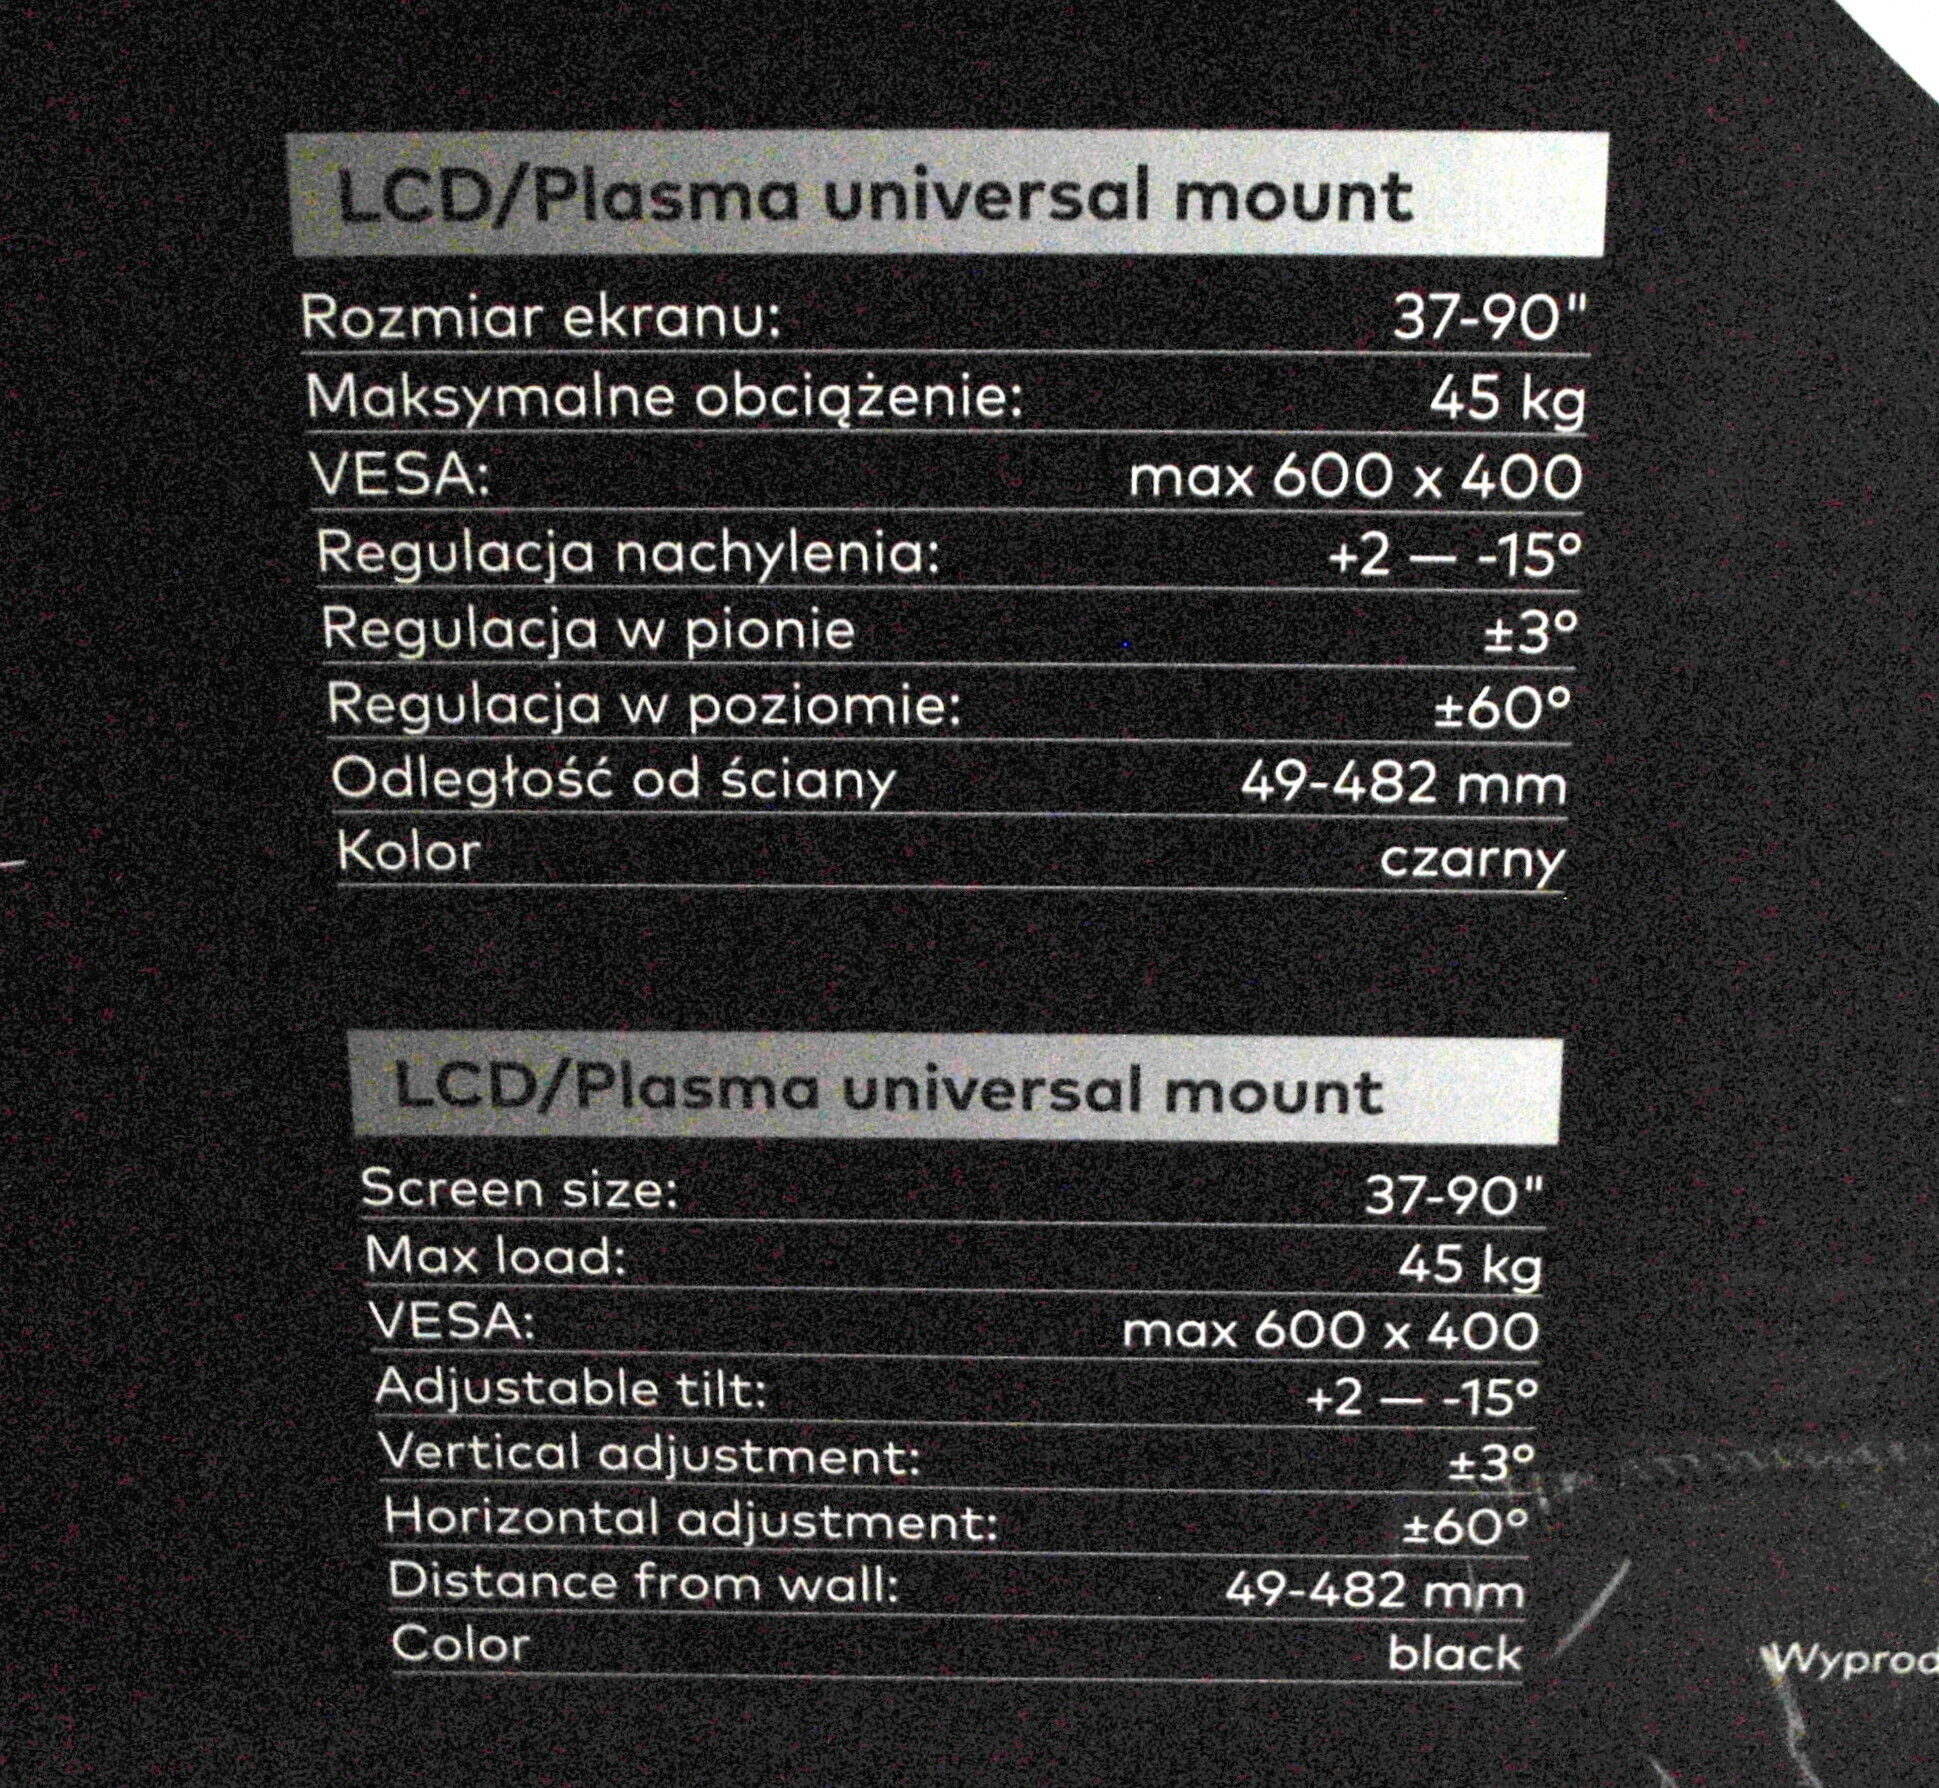 LCD/Plasma universal mount
Rozmiar ekranu: 37-90"
Maksymalne obciążenie: 45 kg
VESA: max 600 x 400
Regulacja nachylenia: +2 — -15°
Regulacja w pionie ±3°
Regulacja w poziomie: ±60°
Odległość od ściany 49-482 mm
Kolor czarny
LCD/Plasma universal mount
Screen size: 37-90"
Max load: 45 kg
VESA: max 600 x 400
Adjustable tilt: +2 — -15°
Vertical adjustment: ±3°
Horizontal adjustment: ±60°
Distance from wall: 49-482 mm
Color black